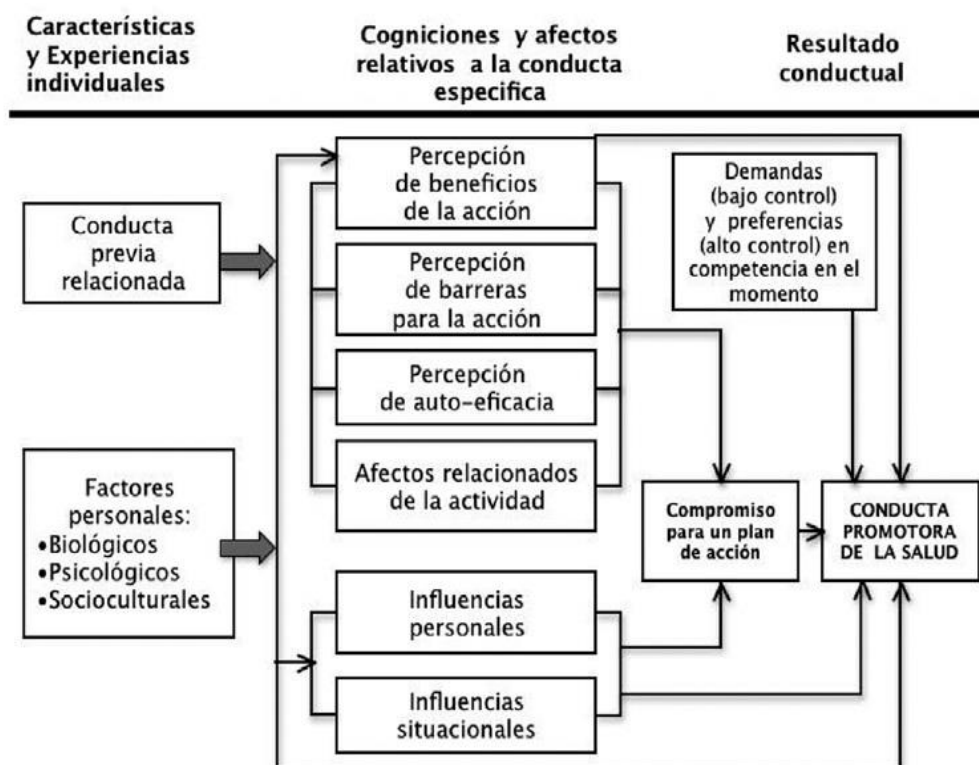 Características
y Experiencias
individuales
Cogniciones y afectos
relativos a la conducta
especifica
Resultado
conductual
Conducta
previa
relacionada
Factores
personales:
•Biológicos
•Psicológicos
•Socioculturales
Percepción
de beneficios
de la acción
Percepción
de barreras
para la acción
Percepción
de auto-eficacia
Afectos relacionados
de la actividad
Influencias
personales
Influencias
situacionales
Demandas
(bajo control)
y preferencias
(alto control) en
competencia en el
momento
Compromiso
para un plan
de acción
CONDUCTA
PROMOTORA
DE LA SALUD